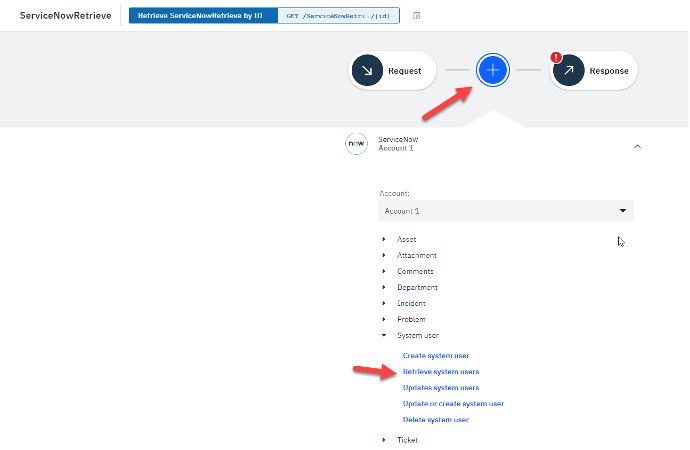 ServiceNowRetrieve
Retrieve ServiceNowRetrieve by ID
GET /ServiceNowRetri…/{id}
Request
Response
now
ServiceNow
Account 1
Account:
Account 1
Asset
Attachment
Comments
Department
Incident
Problem
System user
Create system user
Retrieve system users
Updates system users
Update or create system user
Delete system user
Ticket